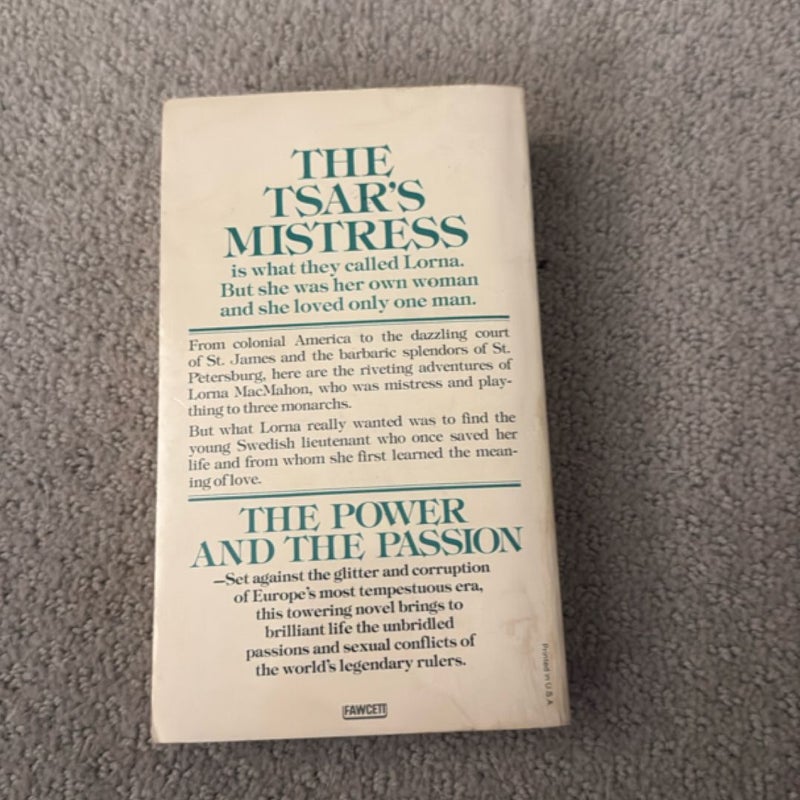 THE
TSAR'S
MISTRESS
is what they called Lorna.
But she was her own woman
and she loved only one man.
From colonial America to the dazzling court
of St. James and the barbaric splendors of St.
Petersburg, here are the riveting adventures of
Lorna MacMahon, who was mistress and play-
thing to three monarchs.
But what Lorna really wanted was to find the
young Swedish lieutenant who once saved her
life and from whom she first learned the mean-
ing of love.
THE POWER
AND THE PASSION
—Set against the glitter and corruption
of Europe's most tempestuous era,
this towering novel brings to
brilliant life the unbridled
passions and sexual conflicts of
the world's legendary rulers.
FAWCETT
Printed in U.S.A.